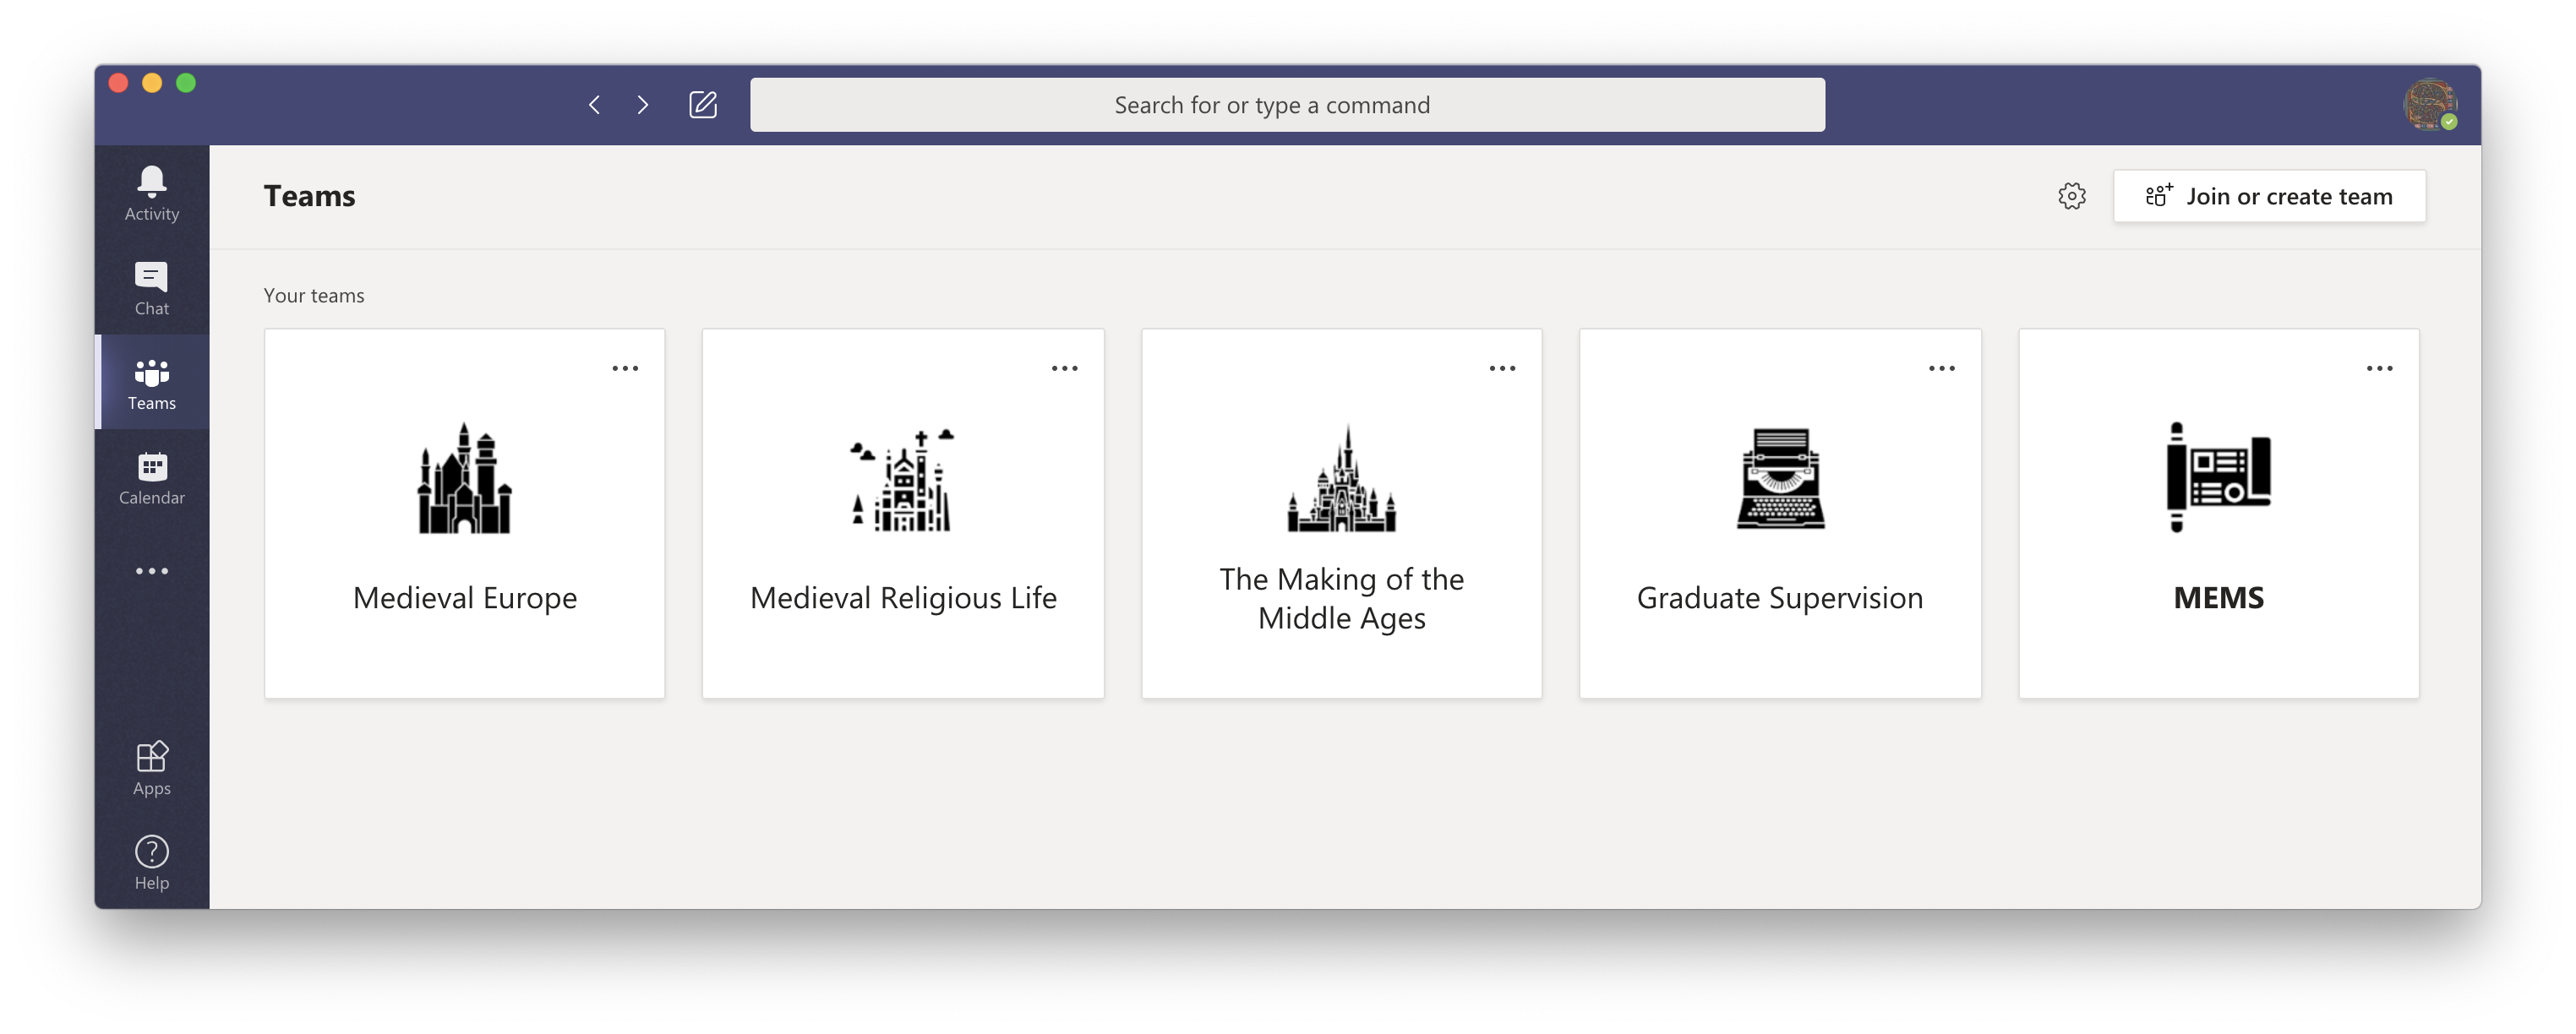 Search for or type a command
Activity
Chat
Teams
Calendar
Apps
Help
Teams
Join or create team
Your teams
Medieval Europe
Medieval Religious Life
The Making of the
Middle Ages
Graduate Supervision
MEMS